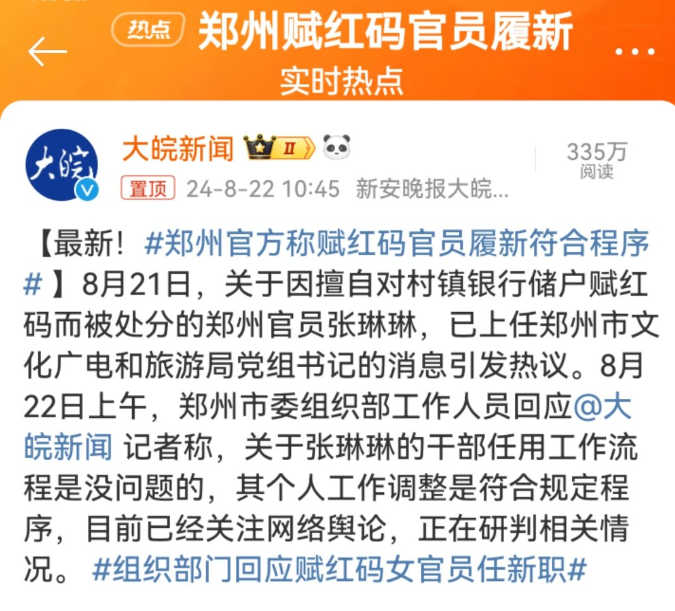 热点 郑州赋红码官员履新
实时热点
大皖
大皖新闻 II
335万
阅读
置顶 24-8-22 10:45 新安晚报大皖...
【最新！#郑州官方称赋红码官员履新符合程序
#】8月21日，关于因擅自对村镇银行储户赋红
码而被处分的郑州官员张琳琳，已上任郑州市文
化广电和旅游局党组书记的消息引发热议。8月
22日上午，郑州市委组织部工作人员回应@大
皖新闻 记者称，关于张琳琳的干部任用工作流
程是没问题的，其个人工作调整是符合规定程
序，目前已经关注网络舆论，正在研判相关情
况。 #组织部门回应赋红码女官员任新职#